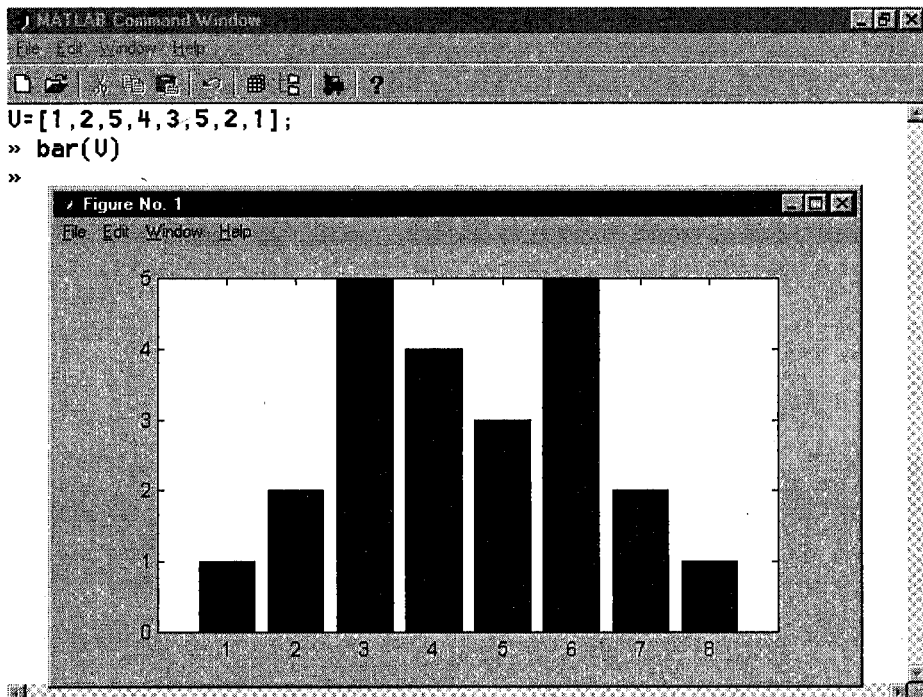 MATLAB Command Window
File Edit Window Help
?
V=[1,2,5,4,3,5,2,1];
» bar(V)
»
Figure No. 1
File Edit Window Help
5
4
3
2
1
0
1 2 3 4 5 6 7 8